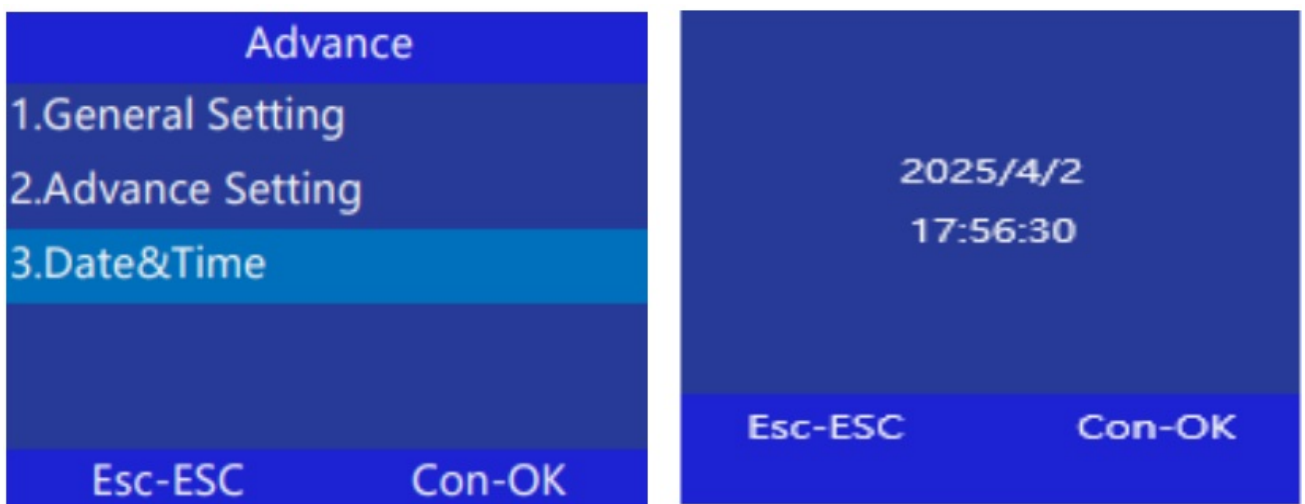 Advance
1.General Setting
2.Advance Setting
3.Date&Time
Esc-ESC Con-OK
2025/4/2
17:56:30
Esc-ESC Con-OK